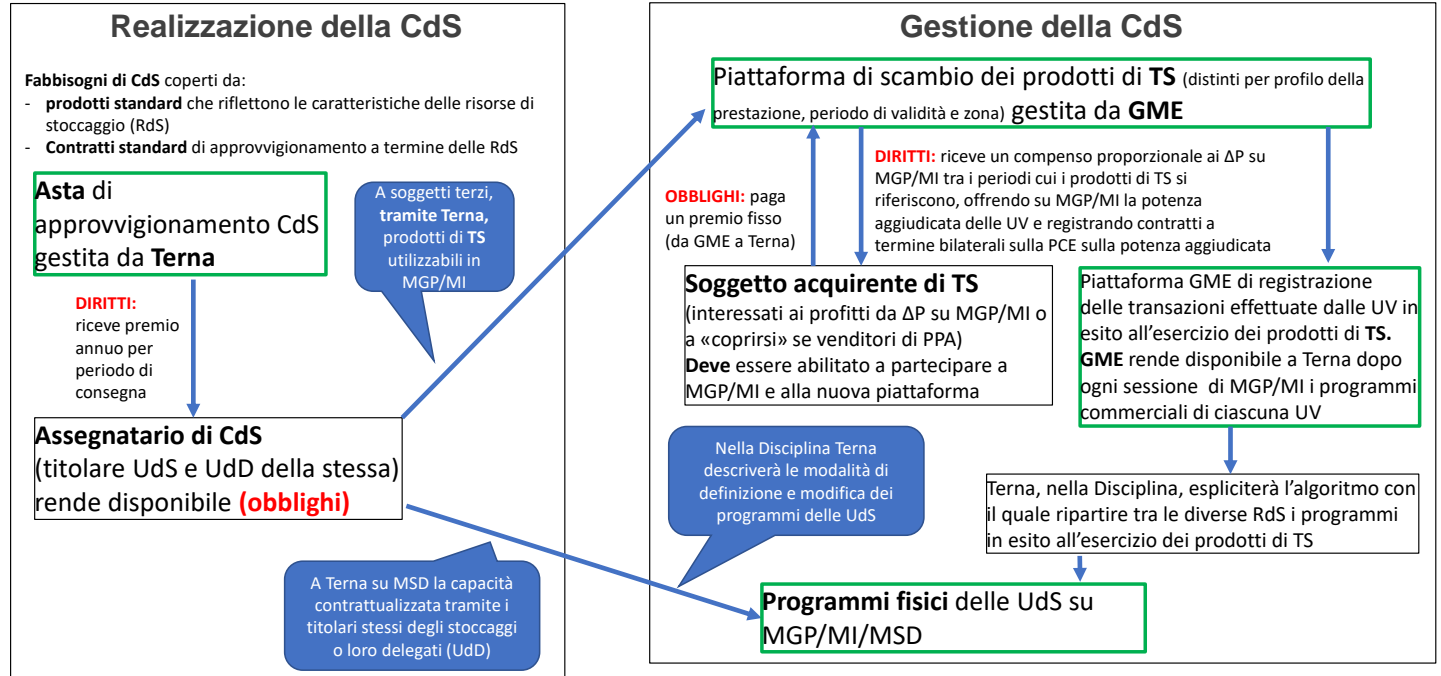 Realizzazione della CdS
Fabbisogni di CdS coperti da:
- prodotti standard che riflettono le caratteristiche delle risorse di
stoccaggio (RdS)
- Contratti standard di approvvigionamento a termine delle RdS
Asta di
approvvigionamento CdS
gestita da Terna
A soggetti terzi,
tramite Terna,
prodotti di TS
utilizzabili in
MGP/MI
DIRITTI:
riceve premio
annuo per
periodo di
consegna
Assegnatario di CdS
(titolare UdS e UdD della stessa)
rende disponibile (obblighi)
A Terna su MSD la capacità
contrattualizzata tramite i
titolari stessi degli stoccaggi
o loro delegati (UdD)
Gestione della CdS
Piattaforma di scambio dei prodotti di TS (distinti per profilo della
prestazione, periodo di validità e zona) gestita da GME
OBBLIGHI: paga
un premio fisso
(da GME a Terna)
DIRITTI: riceve un compenso proporzionale ai ΔP su
MGP/MI tra i periodi cui i prodotti di TS si
riferiscono, offrendo su MGP/MI la potenza
aggiudicata delle UV e registrando contratti a
termine bilaterali sulla PCE sulla potenza aggiudicata
Soggetto acquirente di TS
(interessati ai profitti da ΔP su MGP/MI o
a «coprirsi» se venditori di PPA)
Deve essere abilitato a partecipare a
MGP/MI e alla nuova piattaforma
Piattaforma GME di registrazione
delle transazioni effettuate dalle UV in
esito all'esercizio dei prodotti di TS.
GME rende disponibile a Terna dopo
ogni sessione di MGP/MI i programmi
commerciali di ciascuna UV
Nella Disciplina Terna
descriverà le modalità di
definizione e modifica dei
programmi delle UdS
Terna, nella Disciplina, espliciterà l'algoritmo con
il quale ripartire tra le diverse RdS i programmi
in esito all'esercizio dei prodotti di TS
Programmi fisici delle UdS su
MGP/MI/MSD